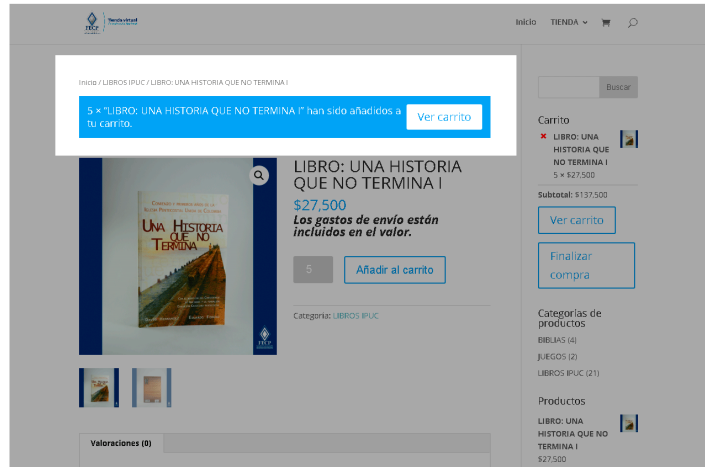 FECP
Tienda virtual
Inicio
TIENDA
Inicio / LIBROS IPUC / LIBRO: UNA HISTORIA QUE NO TERMINA I
5 × "LIBRO: UNA HISTORIA QUE NO TERMINA I" han sido añadidos a
tu carrito.
Ver carrito
LIBRO: UNA HISTORIA
QUE NO TERMINA I
$27,500
Los gastos de envío están
incluidos en el valor.
5
Añadir al carrito
Categoría: LIBROS IPUC
UNA HISTORIA
QUE NO
TERMINA I
FECP
Valoraciones (0)
Buscar
Carrito
LIBRO: UNA
HISTORIA QUE
NO TERMINA I
5 × $27,500
Subtotal: $137,500
Ver carrito
Finalizar
compra
Categorías de
productos
BIBLIAS (4)
JUEGOS (2)
LIBROS IPUC (21)
Productos
LIBRO: UNA
HISTORIA QUE NO
TERMINA I
$27,500